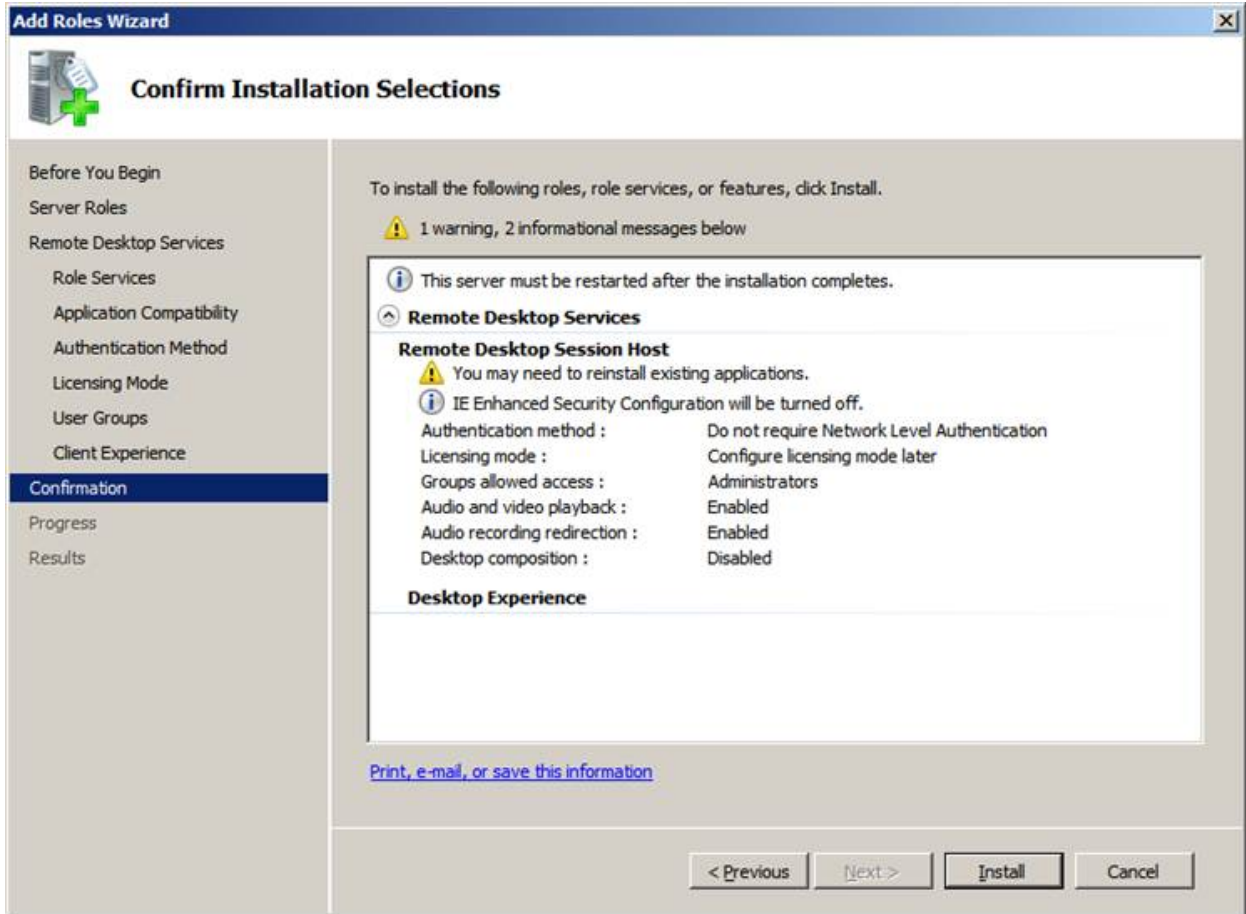 Add Roles Wizard
Confirm Installation Selections
Before You Begin
Server Roles
Remote Desktop Services
Role Services
Application Compatibility
Authentication Method
Licensing Mode
User Groups
Client Experience
Confirmation
Progress
Results
To install the following roles, role services, or features, click Install.
1 warning, 2 informational messages below
This server must be restarted after the installation completes.
Remote Desktop Services
Remote Desktop Session Host
You may need to reinstall existing applications.
IE Enhanced Security Configuration will be turned off.
Authentication method : Do not require Network Level Authentication
Licensing mode : Configure licensing mode later
Groups allowed access : Administrators
Audio and video playback : Enabled
Audio recording redirection : Enabled
Desktop composition : Disabled
Desktop Experience
Print, e-mail, or save this information
< Previous Next > Install Cancel